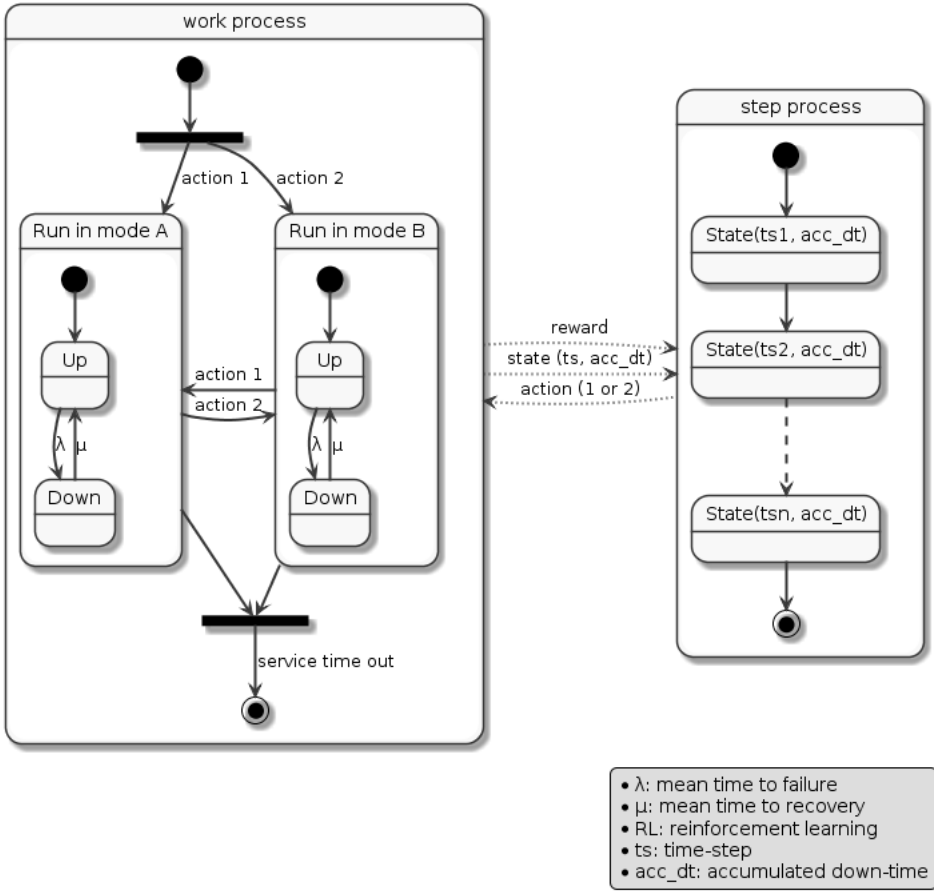 work process
action 1
action 2
Run in mode A
Up
λ
μ
Down
Run in mode B
Up
λ
μ
Down
action 1
action 2
service time out
reward
state (ts, acc_dt)
action (1 or 2)
step process
State(ts1, acc_dt)
State(ts2, acc_dt)
State(tsn, acc_dt)
• λ: mean time to failure
• μ: mean time to recovery
• RL: reinforcement learning
• ts: time-step
• acc_dt: accumulated down-time